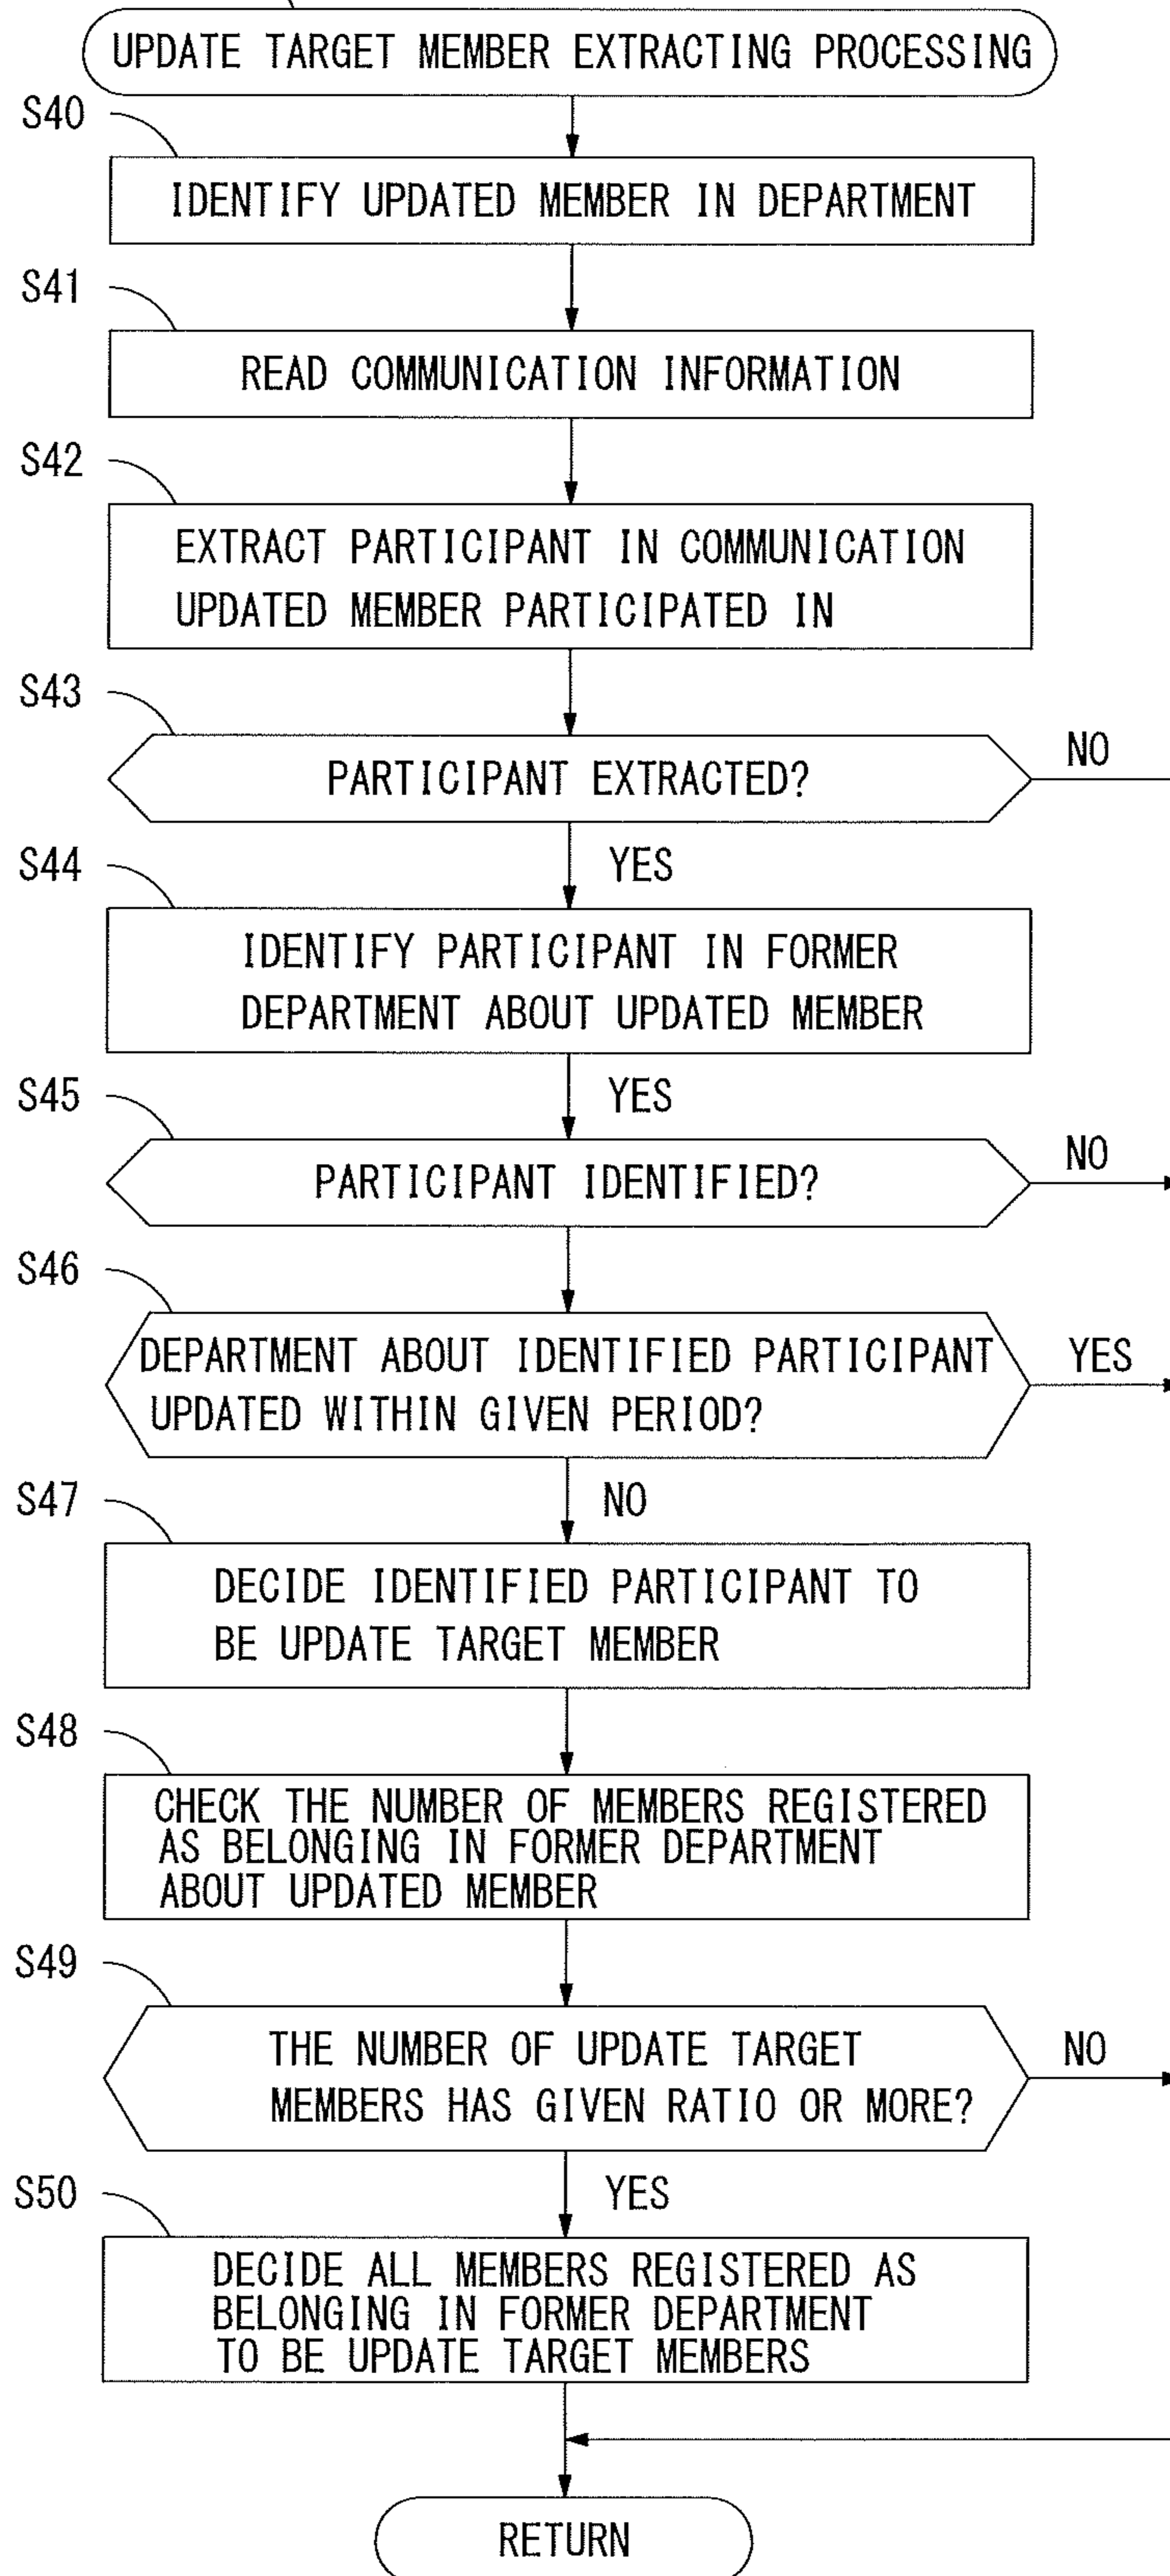 UPDATE TARGET MEMBER EXTRACTING PROCESSING
S40
IDENTIFY UPDATED MEMBER IN DEPARTMENT
S41
READ COMMUNICATION INFORMATION
S42
EXTRACT PARTICIPANT IN COMMUNICATION
UPDATED MEMBER PARTICIPATED IN
S43
PARTICIPANT EXTRACTED?
NO
YES
S44
IDENTIFY PARTICIPANT IN FORMER
DEPARTMENT ABOUT UPDATED MEMBER
YES
S45
PARTICIPANT IDENTIFIED?
NO
S46
DEPARTMENT ABOUT IDENTIFIED PARTICIPANT
UPDATED WITHIN GIVEN PERIOD?
YES
NO
S47
DECIDE IDENTIFIED PARTICIPANT TO
BE UPDATE TARGET MEMBER
S48
CHECK THE NUMBER OF MEMBERS REGISTERED
AS BELONGING IN FORMER DEPARTMENT
ABOUT UPDATED MEMBER
S49
THE NUMBER OF UPDATE TARGET
MEMBERS HAS GIVEN RATIO OR MORE?
NO
YES
S50
DECIDE ALL MEMBERS REGISTERED AS
BELONGING IN FORMER DEPARTMENT
TO BE UPDATE TARGET MEMBERS
RETURN